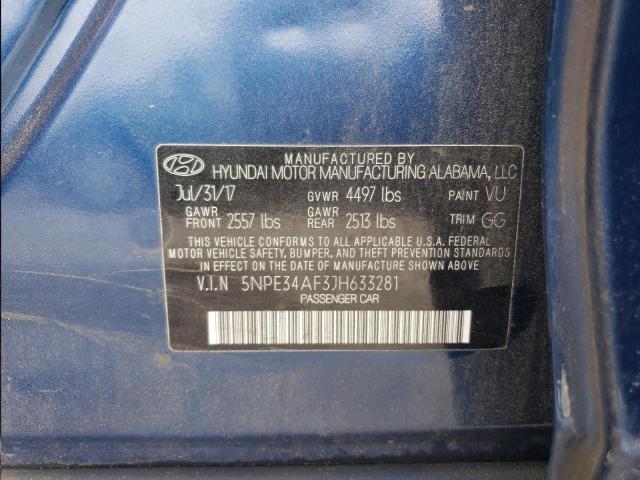 MANUFACTURED BY
HYUNDAI MOTOR MANUFACTURING ALABAMA, LLC
Jul/31/17 GVWR 4497 lbs PAINT VU
GAWR FRONT 2557 lbs GAWR REAR 2513 lbs TRIM GG
THIS VEHICLE CONFORMS TO ALL APPLICABLE U.S.A. FEDERAL
MOTOR VEHICLE SAFETY, BUMPER, AND THEFT PREVENTION STANDARDS
IN EFFECT ON THE DATE OF MANUFACTURE SHOWN ABOVE.
V.I.N 5NPE34AF3JH633281
PASSENGER CAR